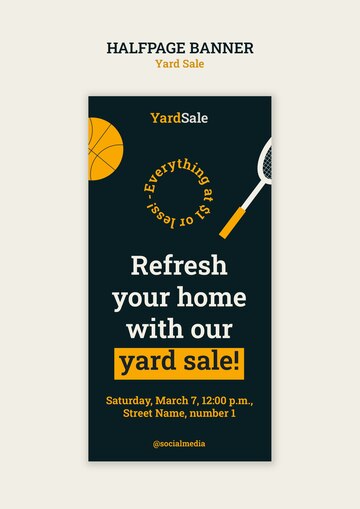 HALFPAGE BANNER
Yard Sale
YardSale
Everything at $1 or less! -
Refresh
your home
with our
yard sale!
Saturday, March 7, 12:00 p.m.,
Street Name, number 1
@socialmedia